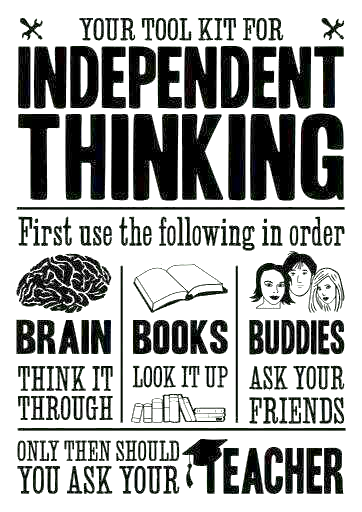 YOUR TOOL KIT FOR
INDEPENDENT
THINKING
First use the following in order
BRAIN
THINK IT
THROUGH
BOOKS
LOOK IT UP
BUDDIES
ASK YOUR
FRIENDS
ONLY THEN SHOULD
YOU ASK YOUR TEACHER